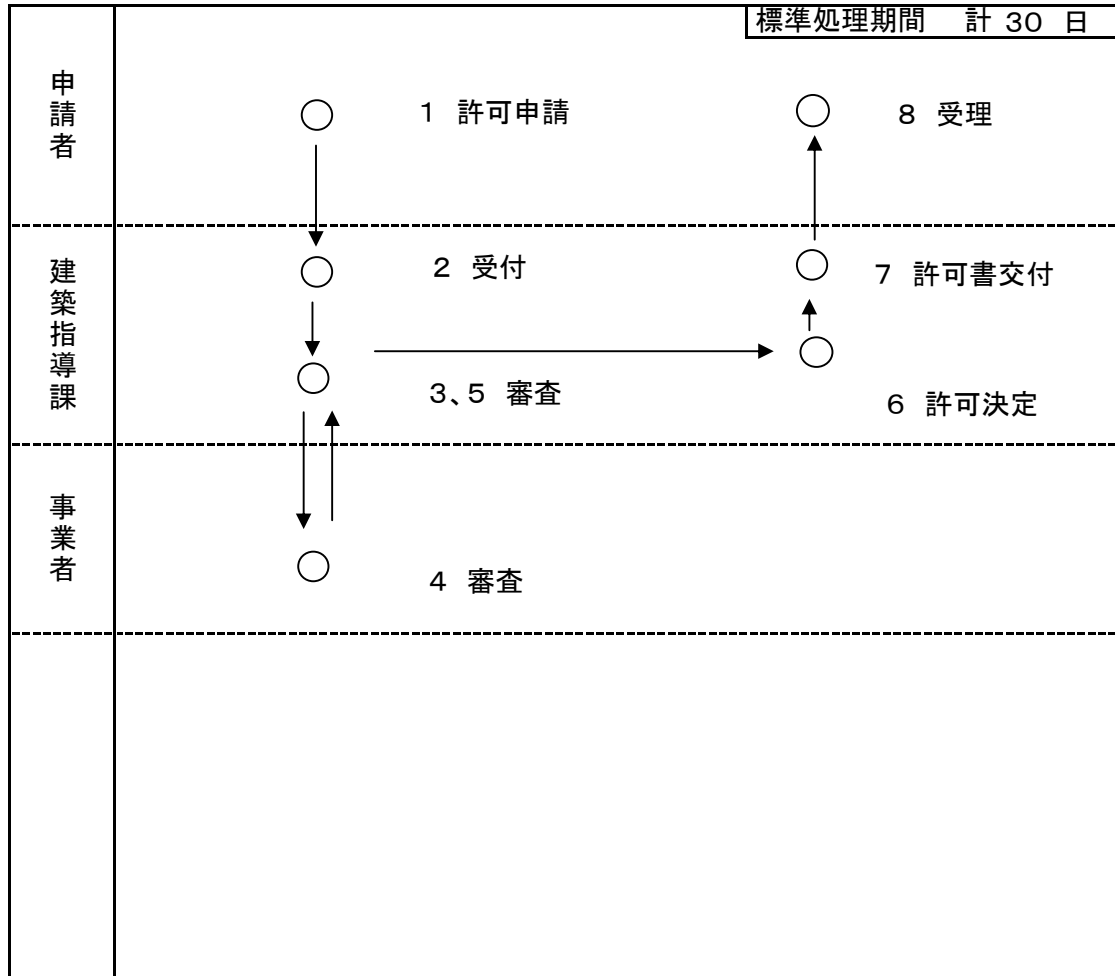 標準処理期間 計 30 日
申請者
1 許可申請
8 受理
建築指導課
2 受付
7 許可書交付
3、5 審査
6 許可決定
事業者
4 審査